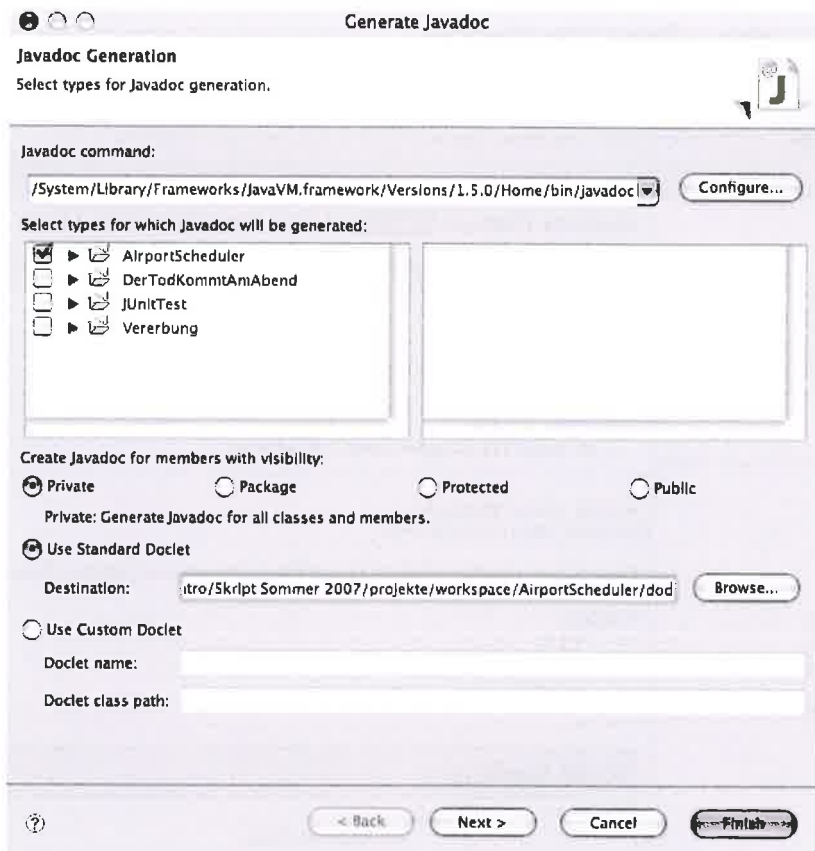 Generate Javadoc
Javadoc Generation
Select types for Javadoc generation.
@
J
Javadoc command:
/System/Library/Frameworks/JavaVM.framework/Versions/1.5.0/Home/bin/javadoc
Configure...
Select types for which Javadoc will be generated:
AirportScheduler
DerTodKommtAmAbend
JUnitTest
Vererbung
Create Javadoc for members with visibility:
Private Package Protected Public
Private: Generate Javadoc for all classes and members.
Use Standard Doclet
Destination: ntro/Skript Sommer 2007/projekte/workspace/AirportScheduler/dod Browse...
Use Custom Doclet
Doclet name:
Doclet class path:
? < Back Next > Cancel Finish